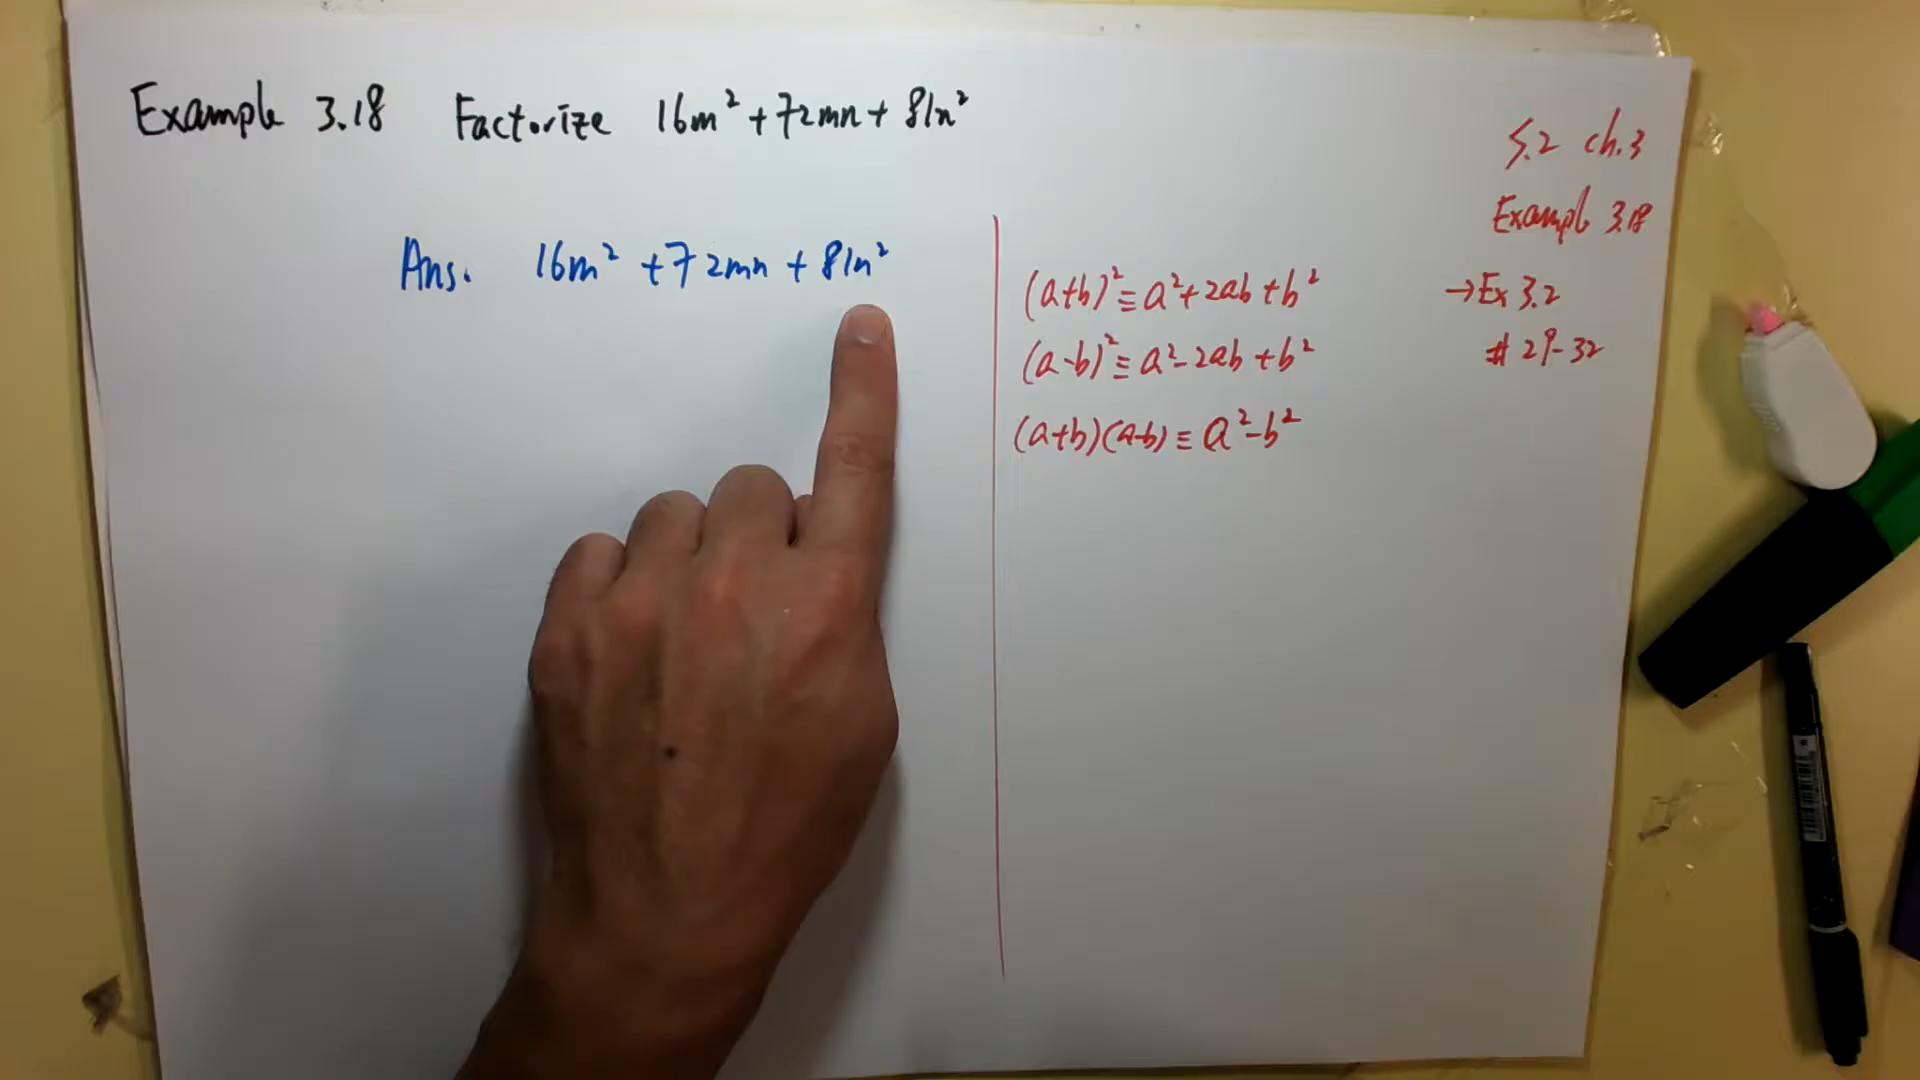 Example 3.18 Factorize 16m²+72mn+81n²
Ans. 16m²+72mn+81n²
(a+b)²≡a²+2ab+b²
(a-b)²≡a²-2ab+b²
(a+b)(a-b)≡a²-b²
S.2 ch.3
Example 3.18
→Ex 3.2
# 29-32